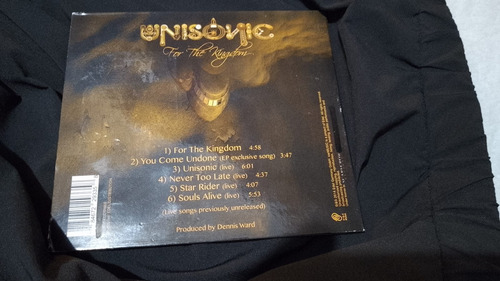 UNISONIC
For The Kingdom
1) For The Kingdom 4:58
2) You Come Undone (EP exclusive song) 3:47
3) Unisonic (live) 6:01
4) Never Too Late (live) 4:57
5) Star Rider (live) 4:07
6) Souls Alive (live) 5:53
(Live songs previously unreleased)
Produced by Dennis Ward